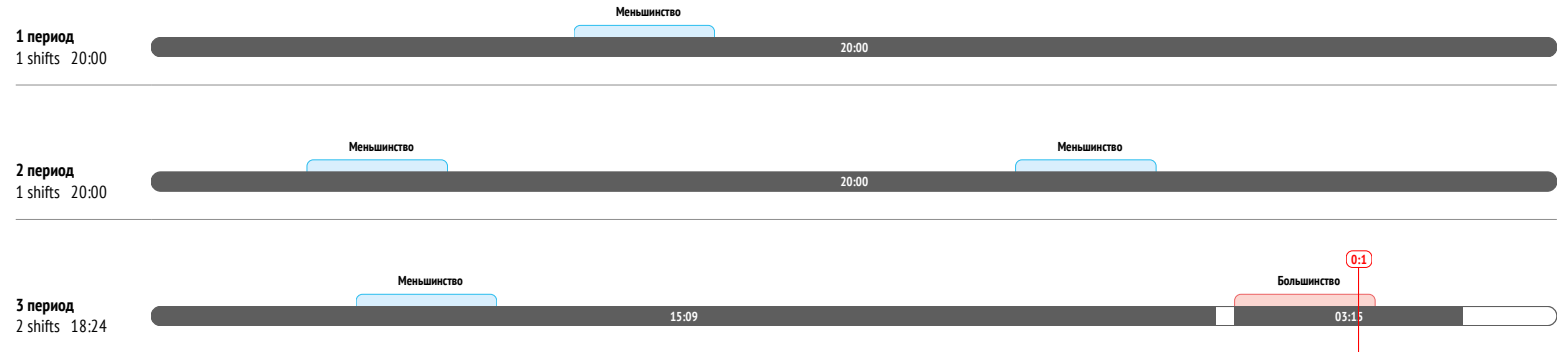 Меньшинство
1 период
1 shifts 20:00
20:00
Меньшинство
Меньшинство
2 период
1 shifts 20:00
20:00
0:1
Меньшинство
Большинство
3 период
2 shifts 18:24
15:09
03:15